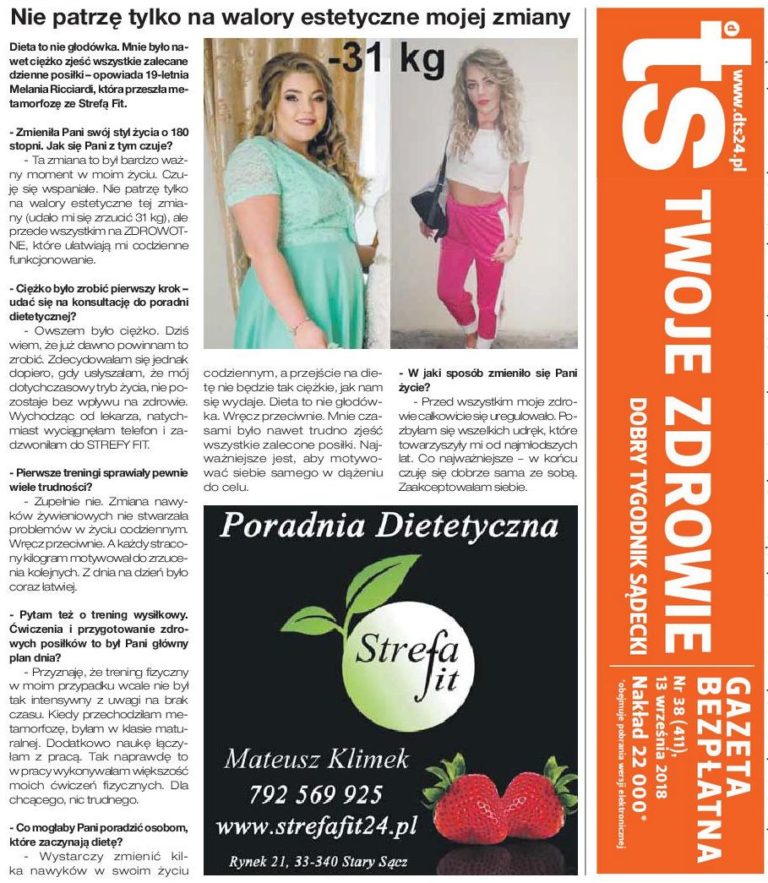 Nie patrzę tylko na walory estetyczne mojej zmiany
Dieta to nie głodówka. Mnie było na-
wet ciężko zjeść wszystkie zalecane
dzienne posiłki – opowiada 19-letnia
Melania Ricciardi, która przeszła me-
tamorfozę ze Strefą Fit.
- Zmieniła Pani swój styl życia o 180
stopni. Jak się Pani z tym czuje?
- Ta zmiana to był bardzo waż-
ny moment w moim życiu. Czu-
ję się wspaniale. Nie patrzę tylko
na walory estetyczne tej zmia-
ny (udało mi się zrzucić 31 kg), ale
przede wszystkim na ZDROWOT-
NE, które ułatwiają mi codzienne
funkcjonowanie.
- Ciężko było zrobić pierwszy krok –
udać się na konsultację do poradni
dietetycznej?
- Owszem było ciężko. Dziś
wiem, że już dawno powinnam to
zrobić. Zdecydowałam się jednak
dopiero, gdy usłyszałam, że mój
dotychczasowy tryb życia, nie po-
zostaje bez wpływu na zdrowie.
Wychodząc od lekarza, natych-
miast wyciągnęłam telefon i za-
dzwoniłam do STREFY FIT.
- Pierwsze treningi sprawiały pewnie
wiele trudności?
- Zupełnie nie. Zmiana nawy-
ków żywieniowych nie stwarzała
problemów w życiu codziennym.
Wręcz przeciwnie. A każdy straco-
ny kilogram motywował do zrzuce-
nia kolejnych. Z dnia na dzień było
coraz łatwiej.
- Pytam też o trening wysiłkowy.
Ćwiczenia i przygotowanie zdro-
wych posiłków to był Pani główny
plan dnia?
- Przyznaję, że trening fizyczny
w moim przypadku wcale nie był
tak intensywny z uwagi na brak
czasu. Kiedy przechodziłam me-
tamorfozę, byłam w klasie matu-
ralnej. Dodatkowo naukę łączy-
łam z pracą. Tak naprawdę to
w pracy wykonywałam większość
moich ćwiczeń fizycznych. Dla
chcącego, nic trudnego.
- Co mogłaby Pani poradzić osobom,
które zaczynają dietę?
- Wystarczy zmienić kil-
ka nawyków w swoim życiu
-31 kg
codziennym, a przejście na die-
tę nie będzie tak ciężkie, jak nam
się wydaje. Dieta to nie głodów-
ka. Wręcz przeciwnie. Mnie cza-
sami było nawet trudno zjeść
wszystkie zalecone posiłki. Naj-
ważniejsze jest, aby motywo-
wać siebie samego w dążeniu
do celu.
- W jaki sposób zmieniło się Pani
życie?
- Przed wszystkim moje zdro-
wie całkowicie się uregulowało. Po-
zbyłam się wszelkich udręk, które
towarzyszyły mi od najmłodszych
lat. Co najważniejsze – w końcu
czuję się dobrze sama ze sobą.
Zaakceptowałam siebie.
Poradnia Dietetyczna
Strefa
fit
Mateusz Klimek
792 569 925
www.strefafit24.pl
Rynek 21, 33-340 Stary Sącz
ts
P
www.dts24.pl
TWOJE ZDROWIE
DOBRY TYGODNIK SĄDECKI
GAZETA
BEZPŁATNA
Nr 38 (411),
13 września 2018
Nakład 22 000*
*obejmuje pobrania wersji elektronicznej